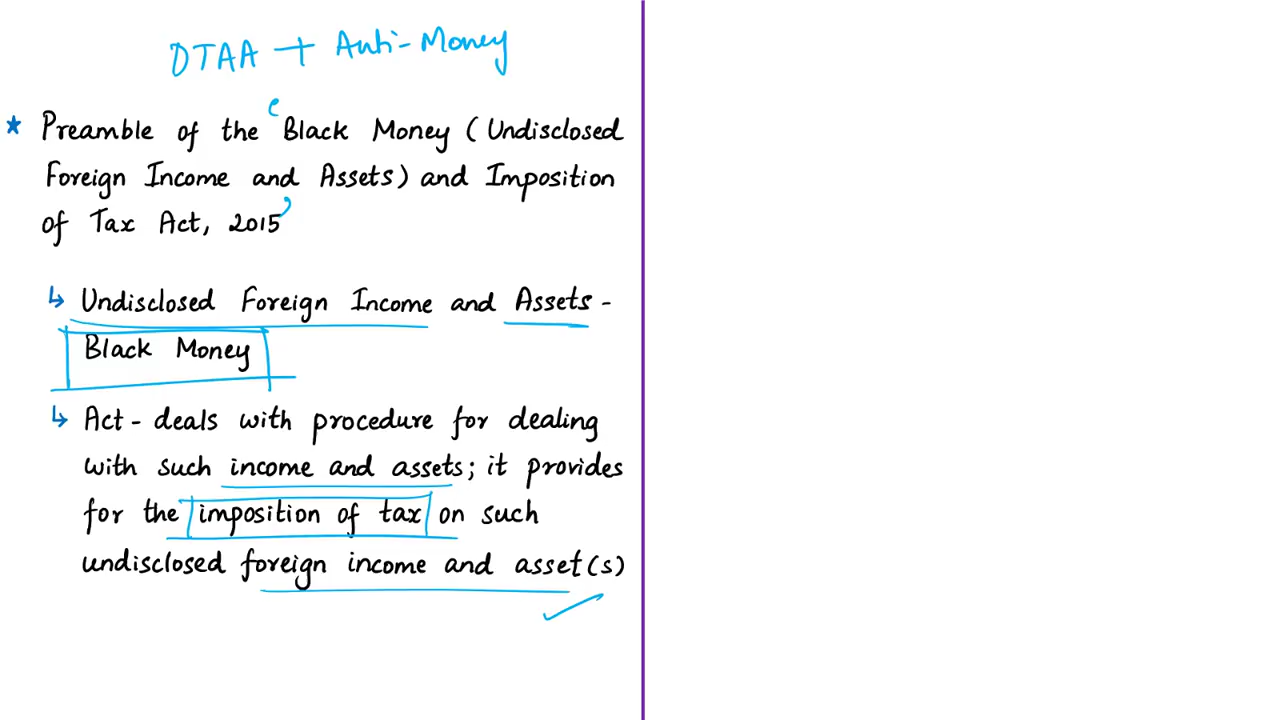 DTAA + Anti-Money
* Preamble of the 'Black Money (Undisclosed
Foreign Income and Assets) and Imposition
of Tax Act, 2015'
↳ Undisclosed Foreign Income and Assets -
Black Money
↳ Act - deals with procedure for dealing
with such income and assets; it provides
for the imposition of tax on such
undisclosed foreign income and asset(s)